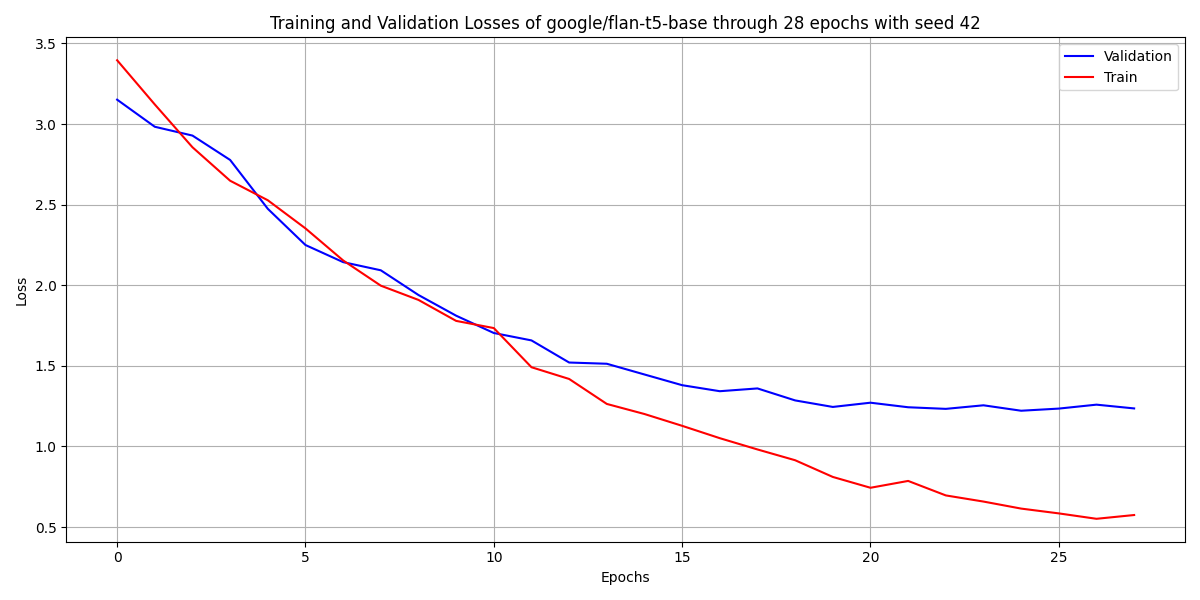 Training and Validation Losses of google/flan-t5-base through 28 epochs with seed 42
Validation
Train
Loss
3.5
3.0
2.5
2.0
1.5
1.0
0.5
0
5
10
15
20
25
Epochs